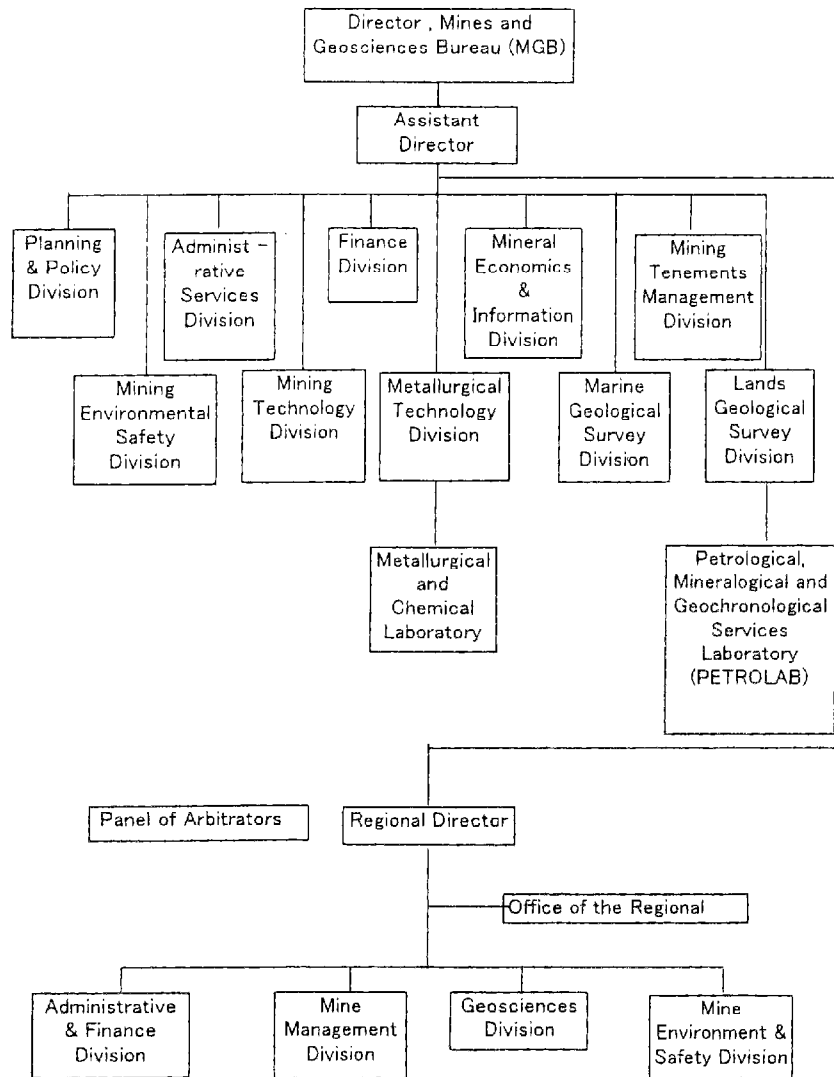 Director , Mines and
Geosciences Bureau (MGB)
Assistant
Director
Planning
& Policy
Division
Administ -
rative
Services
Division
Finance
Division
Mineral
Economics
&
Information
Division
Mining
Tenements
Management
Division
Mining
Environmental
Safety
Division
Mining
Technology
Division
Metallurgical
Technology
Division
Marine
Geological
Survey
Division
Lands
Geological
Survey
Division
Metallurgical
and
Chemical
Laboratory
Petrological,
Mineralogical and
Geochronological
Services
Laboratory
(PETROLAB)
Panel of Arbitrators
Regional Director
Office of the Regional
Administrative
& Finance
Division
Mine
Management
Division
Geosciences
Division
Mine
Environment &
Safety Division